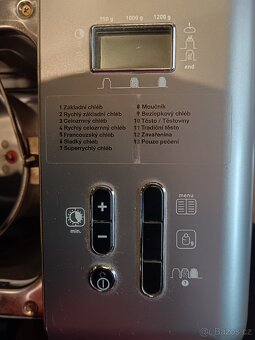 750 g 1000 g 1200 g
end
1 Základní chléb
2 Rychlý základní chléb
3 Celozrnný chléb
4 Rychlý celozrnný chléb
5 Francouzský chléb
6 Sladký chléb
7 Superrychlý chléb
8 Moučník
9 Bezlepkový chléb
10 Těsto / Těstoviny
11 Tradiční těsto
12 Zavařenina
13 Pouze pečení
+
menu
min.
−
g
Bazos.cz